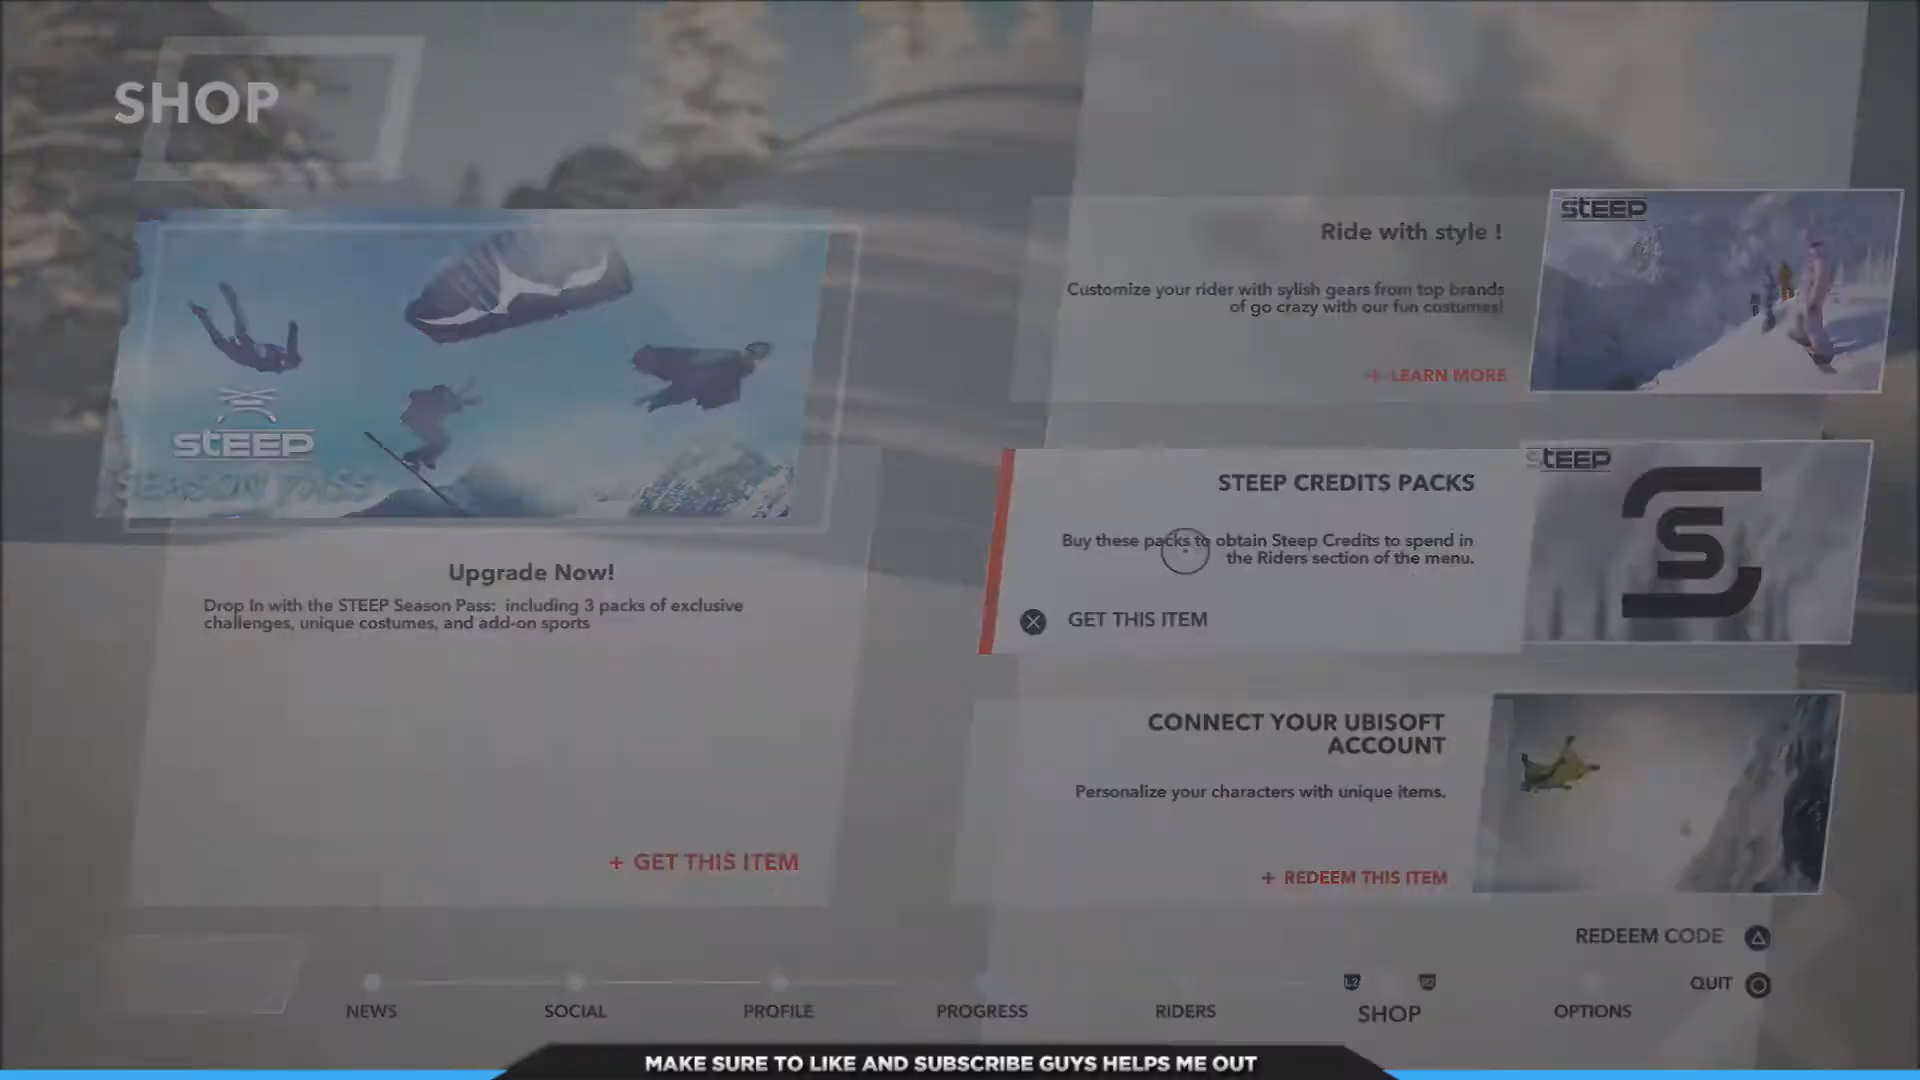 SHOP
STEEP
SEASON PASS
Upgrade Now!
Drop In with the STEEP Season Pass: including 3 packs of exclusive
challenges, unique costumes, and add-on sports
+ GET THIS ITEM
Ride with style !
Customize your rider with sylish gears from top brands
of go crazy with our fun costumes!
+ LEARN MORE
STEEP
STEEP CREDITS PACKS
Buy these packs to obtain Steep Credits to spend in
the Riders section of the menu.
GET THIS ITEM
STEEP
S
CONNECT YOUR UBISOFT
ACCOUNT
Personalize your characters with unique items.
+ REDEEM THIS ITEM
REDEEM CODE
QUIT
L2
NEWS SOCIAL PROFILE PROGRESS RIDERS SHOP OPTIONS
MAKE SURE TO LIKE AND SUBSCRIBE GUYS HELPS ME OUT